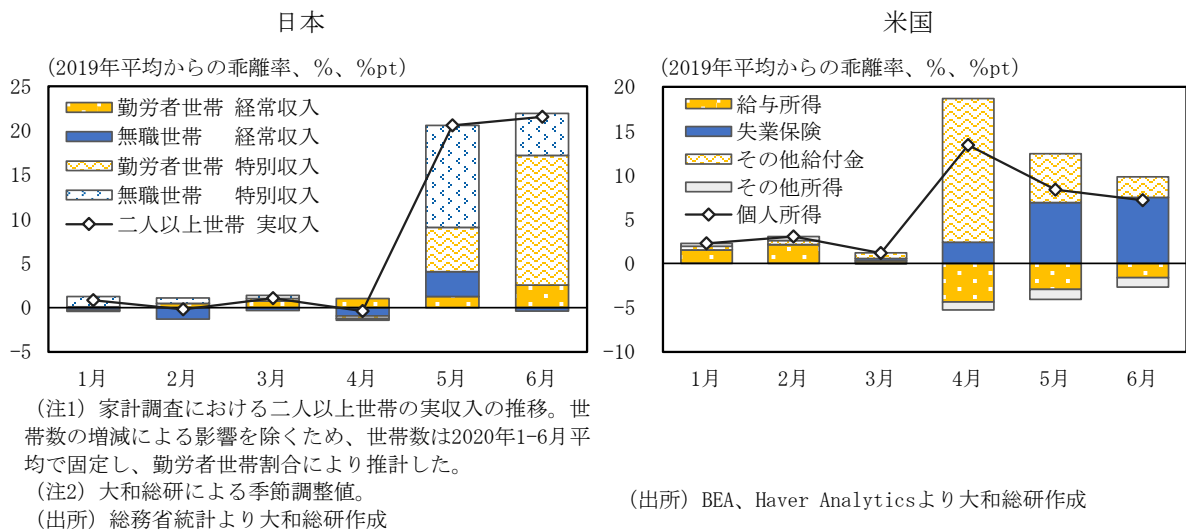 日本
(2019年平均からの乖離率、%、%pt)
25
20
15
10
5
0
-5
勤労者世帯 経常収入
無職世帯 経常収入
勤労者世帯 特別収入
無職世帯 特別収入
二人以上世帯 実収入
1月 2月 3月 4月 5月 6月
(注1) 家計調査における二人以上世帯の実収入の推移。世
帯数の増減による影響を除くため、世帯数は2020年1-6月平
均で固定し、勤労者世帯割合により推計した。
(注2) 大和総研による季節調整値。
(出所) 総務省統計より大和総研作成
米国
(2019年平均からの乖離率、%、%pt)
20
15
10
5
0
-5
-10
給与所得
失業保険
その他給付金
その他所得
個人所得
1月 2月 3月 4月 5月 6月
(出所) BEA、Haver Analyticsより大和総研作成